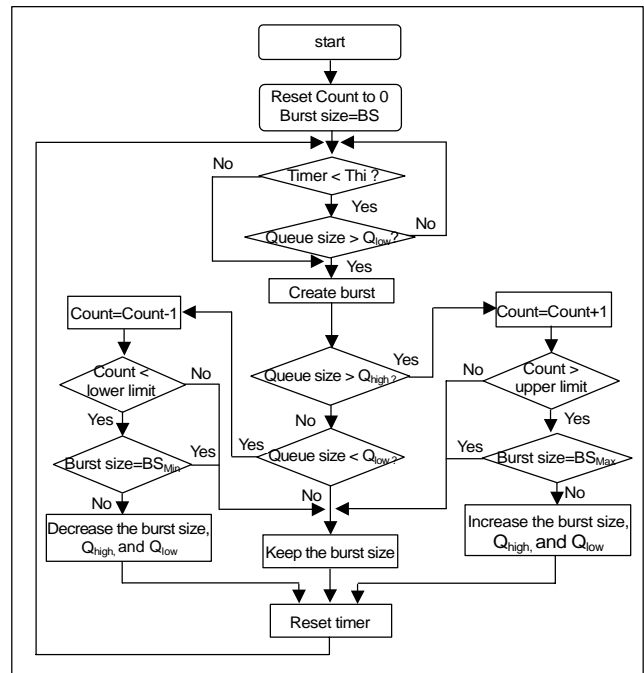 start
Reset Count to 0
Burst size=BS
No
Timer < Thi ?
Yes
No
Queue size > Qlow?
Yes
Create burst
Count=Count-1
Count=Count+1
Yes
Count <
lower limit
No
Queue size > Qhigh?
No
Count >
upper limit
Yes
No
Yes
Burst size=BSMin
Yes
Yes
Queue size < Qlow?
Yes
Burst size=BSMax
No
No
No
Decrease the burst size,
Qhigh, and Qlow
Keep the burst size
Increase the burst size,
Qhigh, and Qlow
Reset timer